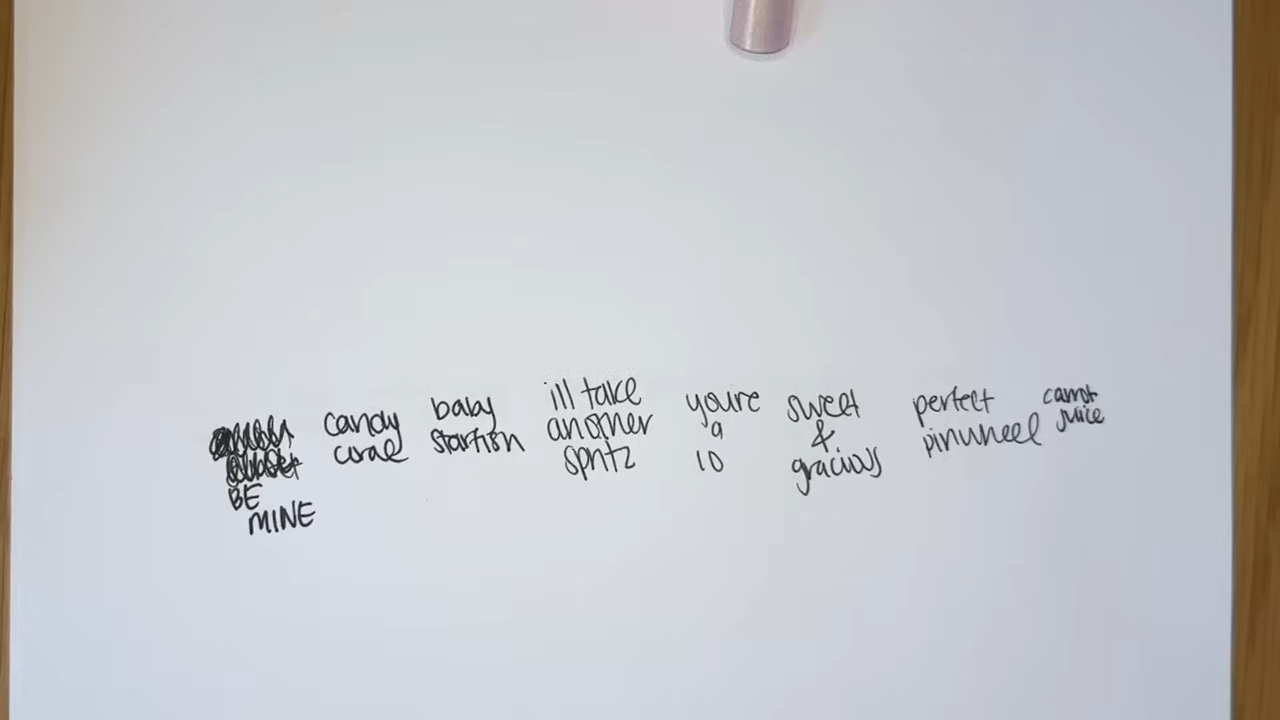 BE
MINE
candy
coral
baby
starfish
ill take
another
spritz
youre
a
10
sweet
&
gracious
perfect
pinwheel
carrot
juice